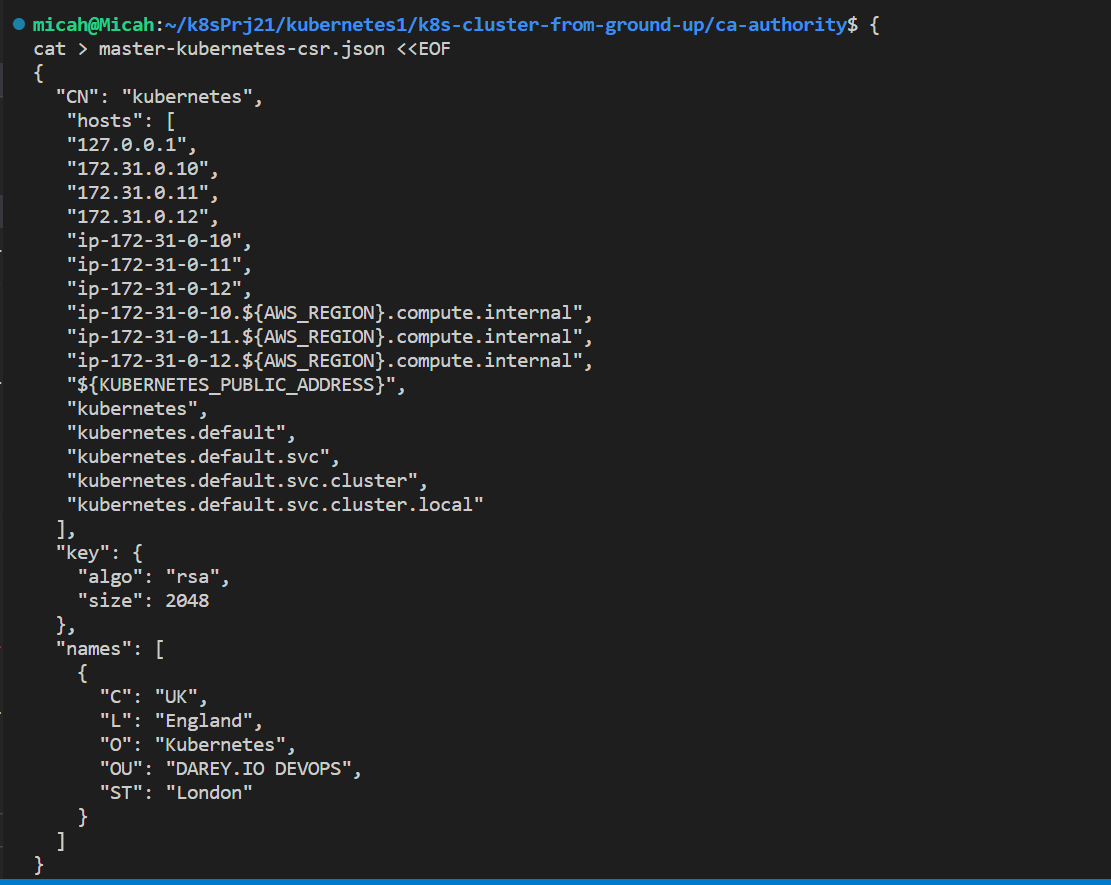 micah@Micah:~/k8sPrj21/kubernetes1/k8s-cluster-from-ground-up/ca-authority$ {
cat > master-kubernetes-csr.json <<EOF
{
  "CN": "kubernetes",
   "hosts": [
   "127.0.0.1",
   "172.31.0.10",
   "172.31.0.11",
   "172.31.0.12",
   "ip-172-31-0-10",
   "ip-172-31-0-11",
   "ip-172-31-0-12",
   "ip-172-31-0-10.${AWS_REGION}.compute.internal",
   "ip-172-31-0-11.${AWS_REGION}.compute.internal",
   "ip-172-31-0-12.${AWS_REGION}.compute.internal",
   "${KUBERNETES_PUBLIC_ADDRESS}",
   "kubernetes",
   "kubernetes.default",
   "kubernetes.default.svc",
   "kubernetes.default.svc.cluster",
   "kubernetes.default.svc.cluster.local"
  ],
  "key": {
    "algo": "rsa",
    "size": 2048
  },
  "names": [
    {
      "C": "UK",
      "L": "England",
      "O": "Kubernetes",
      "OU": "DAREY.IO DEVOPS",
      "ST": "London"
    }
  ]
}